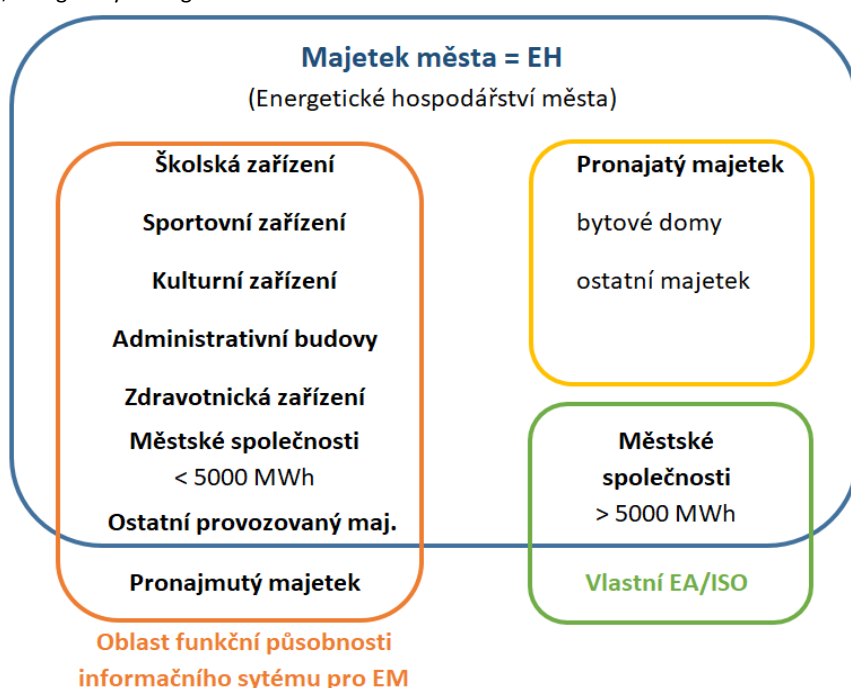 Majetek města = EH
(Energetické hospodářství města)
Školská zařízení
Sportovní zařízení
Kulturní zařízení
Administrativní budovy
Zdravotnická zařízení
Městské společnosti
< 5000 MWh
Ostatní provozovaný maj.
Pronajmutý majetek
Oblast funkční působnosti
informačního sytému pro EM
Pronajatý majetek
bytové domy
ostatní majetek
Městské
společnosti
> 5000 MWh
Vlastní EA/ISO